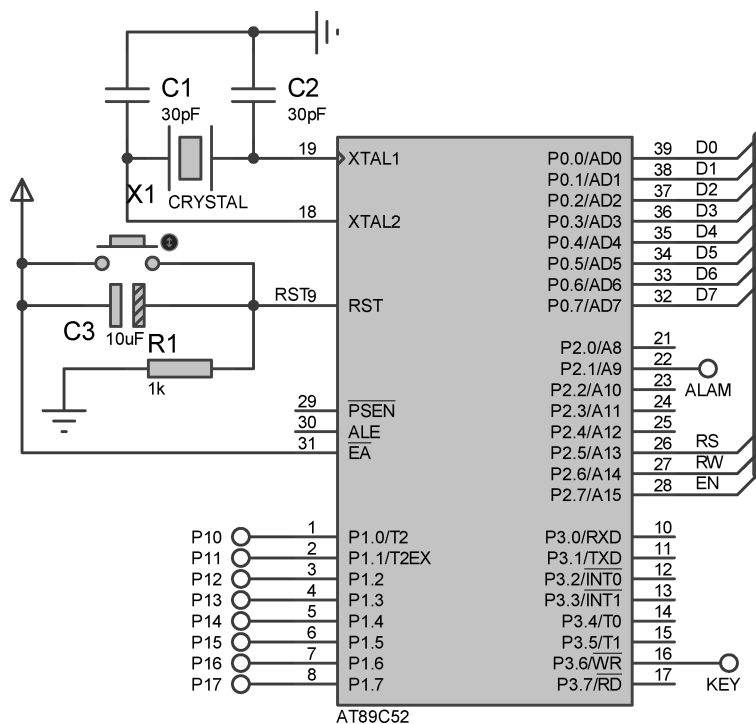 C1
30pF
C2
30pF
X1
CRYSTAL
19
XTAL1
18
XTAL2
RST
9
RST
C3
10uF
R1
1k
29
PSEN
30
ALE
31
EA
P10
1
P1.0/T2
P11
2
P1.1/T2EX
P12
3
P1.2
P13
4
P1.3
P14
5
P1.4
P15
6
P1.5
P16
7
P1.6
P17
8
P1.7
P0.0/AD0
39
D0
P0.1/AD1
38
D1
P0.2/AD2
37
D2
P0.3/AD3
36
D3
P0.4/AD4
35
D4
P0.5/AD5
34
D5
P0.6/AD6
33
D6
P0.7/AD7
32
D7
P2.0/A8
21
P2.1/A9
22
ALAM
P2.2/A10
23
P2.3/A11
24
P2.4/A12
25
P2.5/A13
26
RS
P2.6/A14
27
RW
P2.7/A15
28
EN
P3.0/RXD
10
P3.1/TXD
11
P3.2/INT0
12
P3.3/INT1
13
P3.4/T0
14
P3.5/T1
15
P3.6/WR
16
KEY
P3.7/RD
17
AT89C52